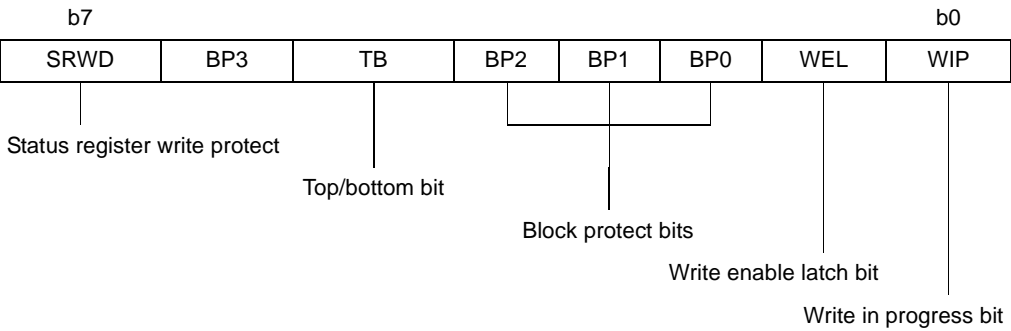 b7 b0
SRWD BP3 TB BP2 BP1 BP0 WEL WIP
Status register write protect
Top/bottom bit
Block protect bits
Write enable latch bit
Write in progress bit